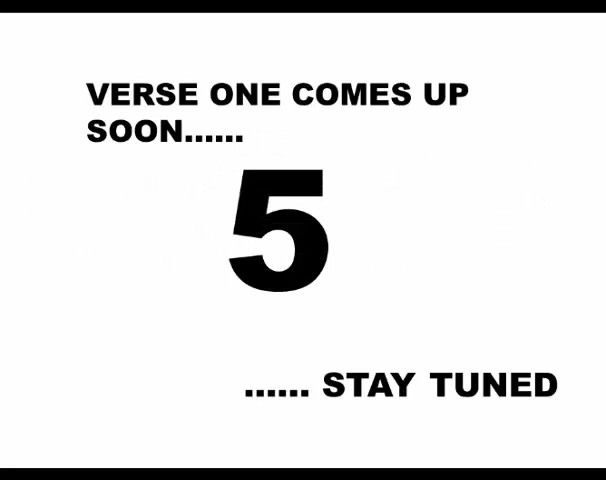 VERSE ONE COMES UP
SOON......
5
...... STAY TUNED